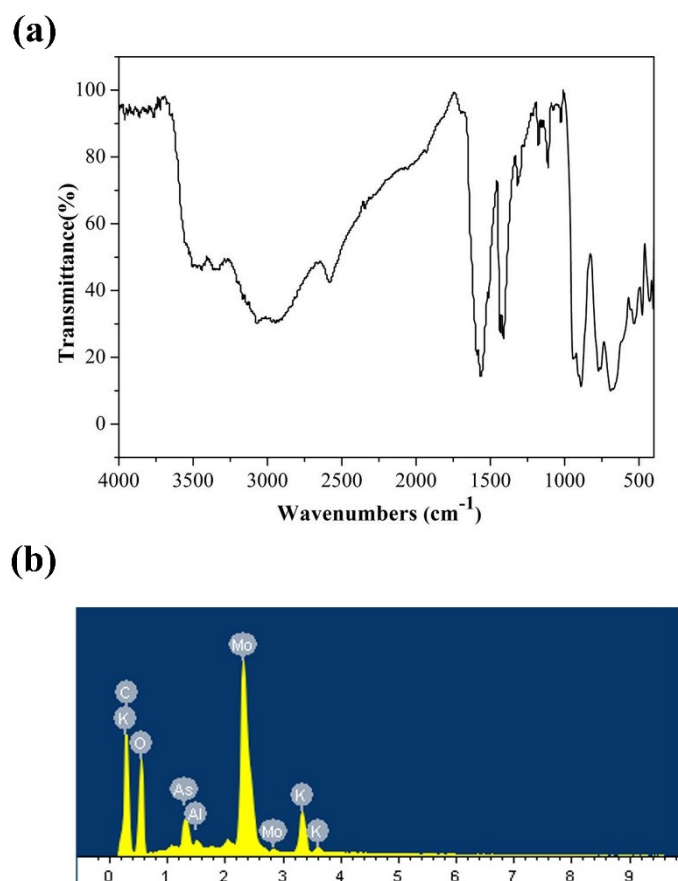 (a)
100
80
60
40
20
0
Transmittance(%)
4000 3500 3000 2500 2000 1500 1000 500
Wavenumbers (cm-1)
(b)
Mo
C
K
O
As
Al
Mo
K
K
0 1 2 3 4 5 6 7 8 9